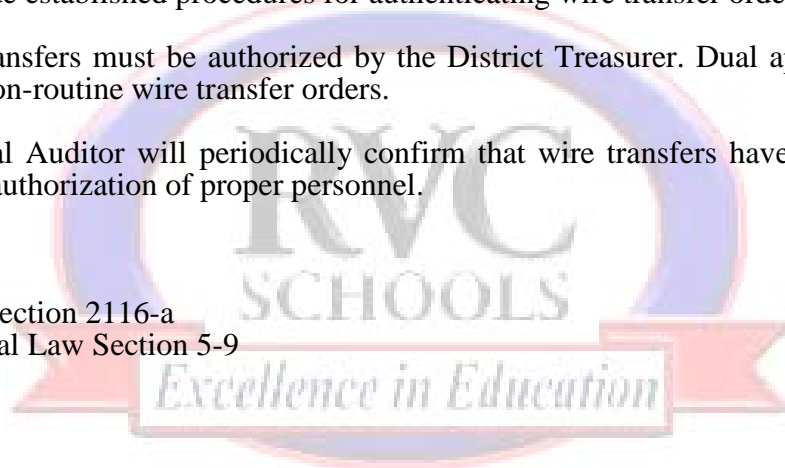 established procedures for authenticating wire transfer
ansfers must be authorized by the District Treasurer. Dual ap
on-routine wire transfer orders.
al Auditor will periodically confirm that wire transfers have
authorization of proper personnel.
RVC
SCHOOLS
ection 2116-a
al Law Section 5-9
Excellence in Education